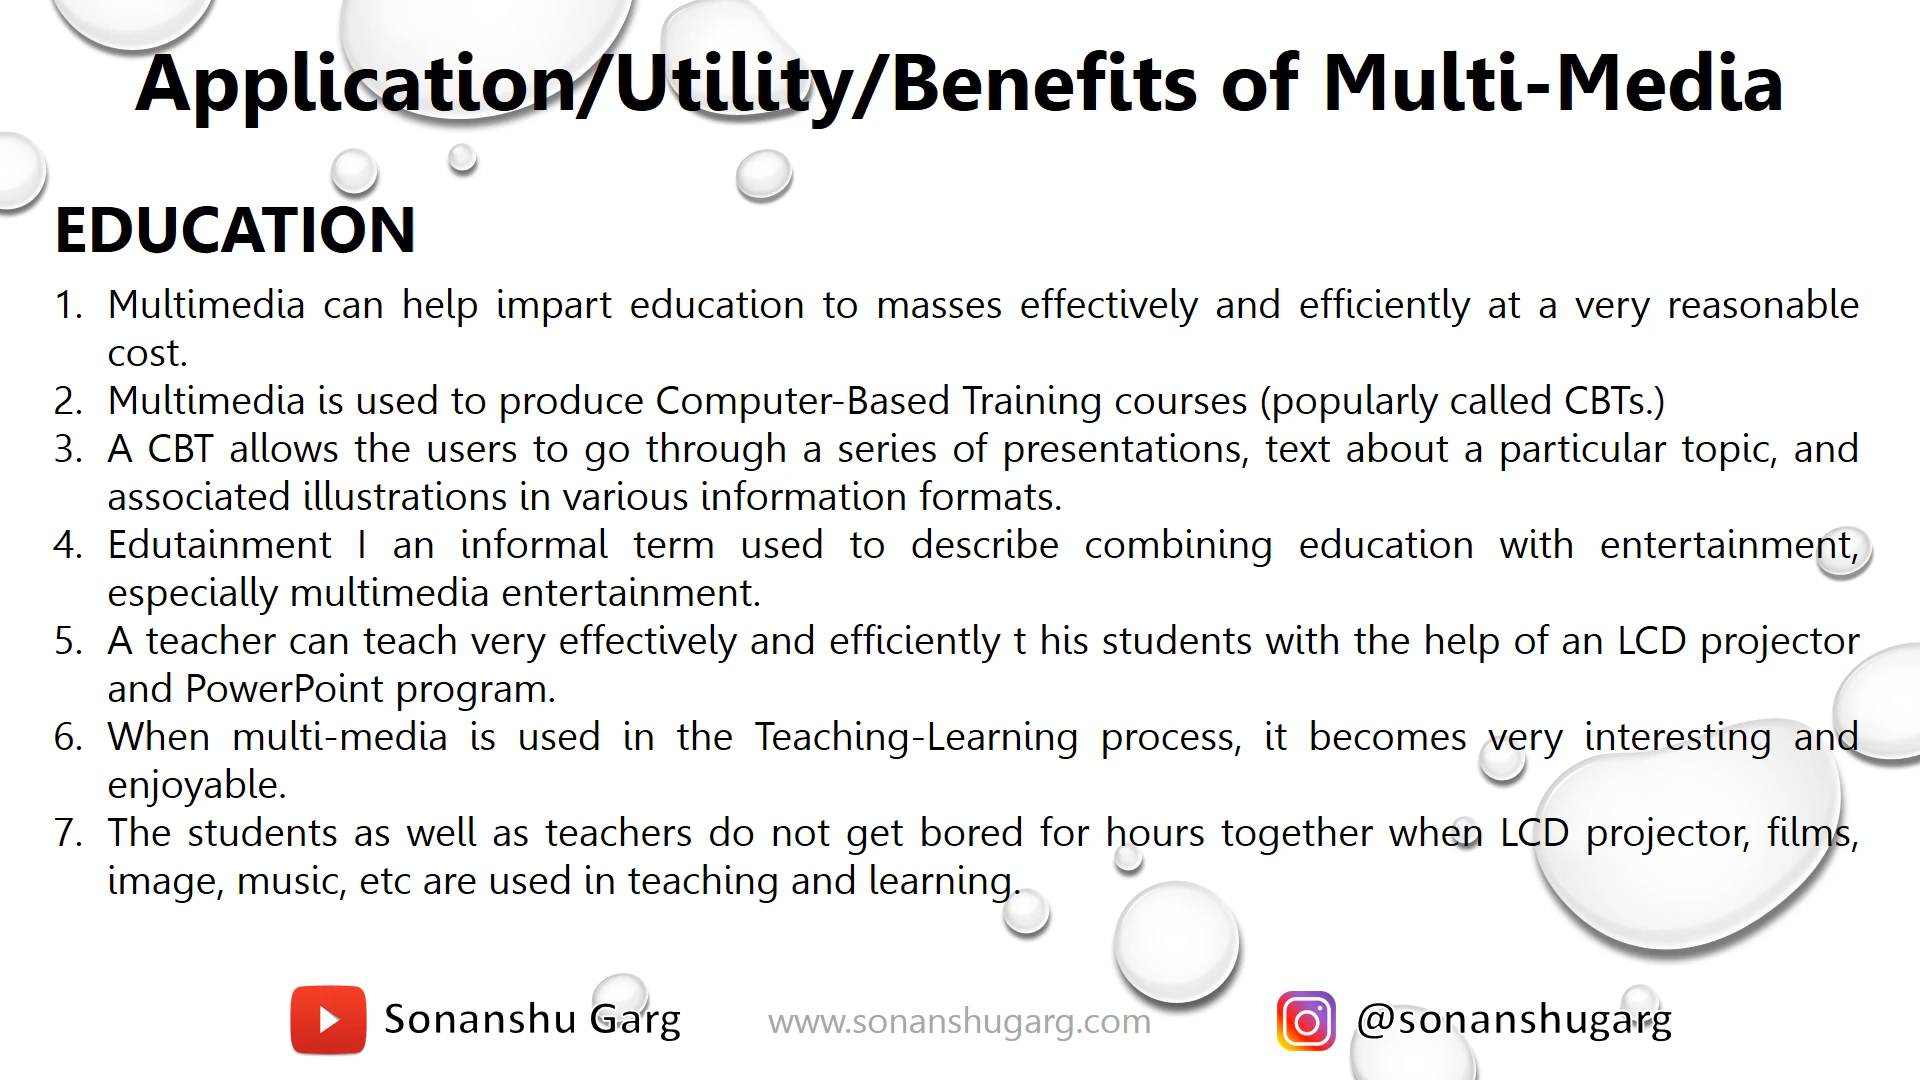 Application/Utility/Benefits of Multi-Media
EDUCATION
1. Multimedia can help impart education to masses effectively and efficiently at a very reasonable
cost.
2. Multimedia is used to produce Computer-Based Training courses (popularly called CBTs.)
3. A CBT allows the users to go through a series of presentations, text about a particular topic, and
associated illustrations in various information formats.
4. Edutainment I an informal term used to describe combining education with entertainment,
especially multimedia entertainment.
5. A teacher can teach very effectively and efficiently t his students with the help of an LCD projector
and PowerPoint program.
6. When multi-media is used in the Teaching-Learning process, it becomes very interesting and
enjoyable.
7. The students as well as teachers do not get bored for hours together when LCD projector, films,
image, music, etc are used in teaching and learning.
Sonanshu Garg www.sonanshugarg.com @sonanshugarg